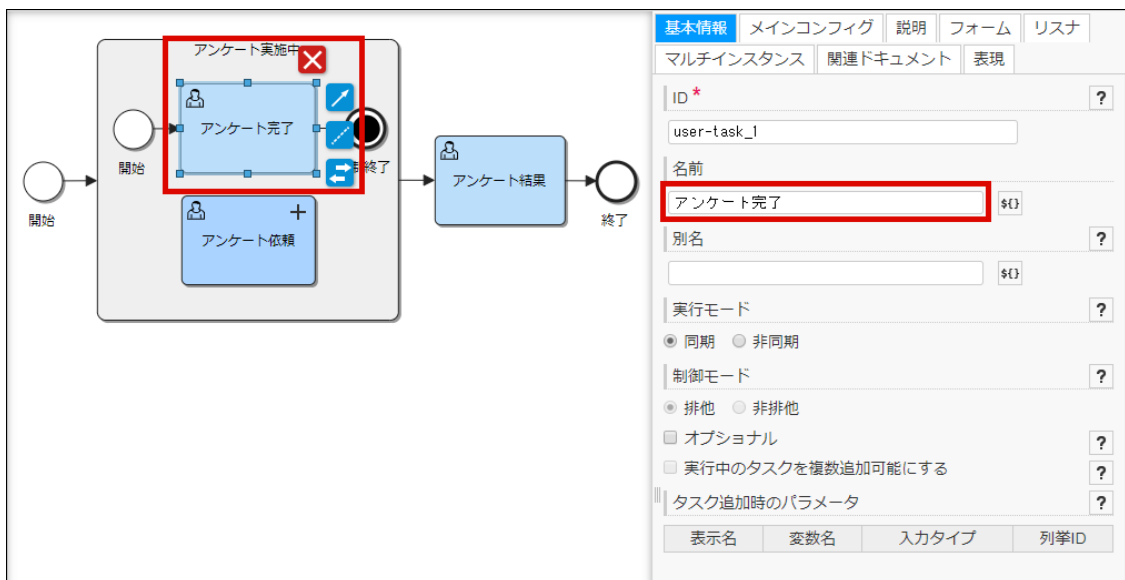 アンケート実施中
アンケート完了
開始
終了
アンケート依頼
開始
アンケート結果
終了
基本情報 メインコンフィグ 説明 フォーム リスナ
マルチインスタンス 関連ドキュメント 表現
ID * ?
user-task_1
名前
アンケート完了 ${}
別名 ?
${}
実行モード ?
同期 非同期
制御モード ?
排他 非排他
オプショナル ?
実行中のタスクを複数追加可能にする ?
タスク追加時のパラメータ ?
表示名 変数名 入力タイプ 列挙ID